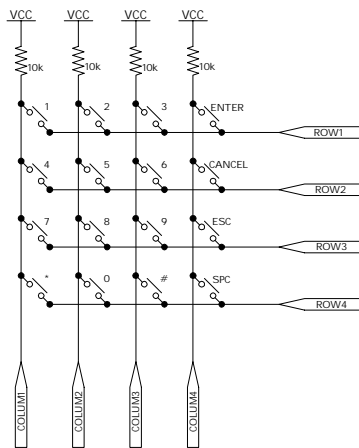 VCC VCC VCC VCC
10k 10k 10k 10k
1 2 3 ENTER
ROW1
4 5 6 CANCEL
ROW2
7 8 9 ESC
ROW3
* 0 # SPC
ROW4
COLUM1 COLUM2 COLUM3 COLUM4